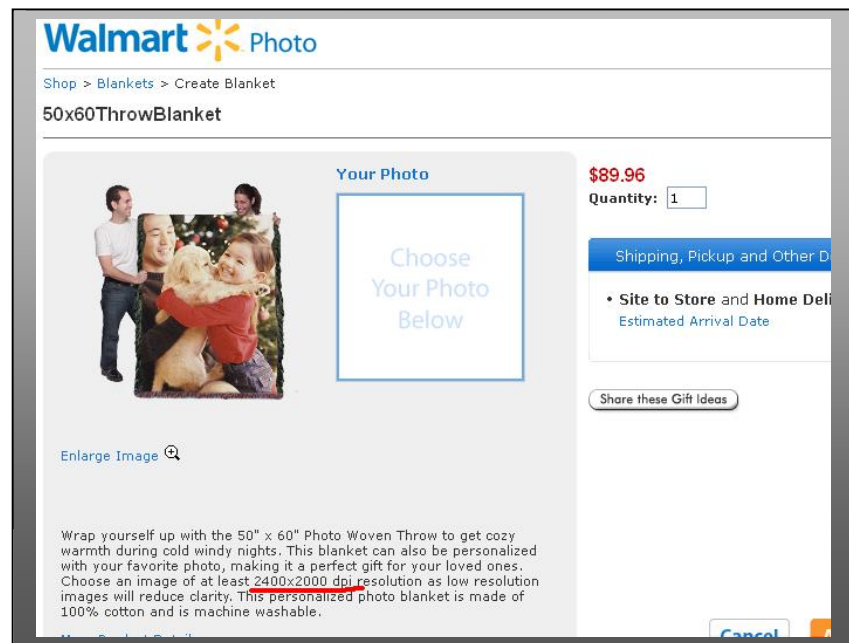 Walmart Photo
Shop > Blankets > Create Blanket
50x60ThrowBlanket
Your Photo
Choose
Your Photo
Below
$89.96
Quantity: 1
Shipping, Pickup and Other D
• Site to Store and Home Deli
Estimated Arrival Date
Share these Gift Ideas
Enlarge Image
Wrap yourself up with the 50" x 60" Photo Woven Throw to get cozy
warmth during cold windy nights. This blanket can also be personalized
with your favorite photo, making it a perfect gift for your loved ones.
Choose an image of at least 2400x2000 dpi resolution as low resolution
images will reduce clarity. This personalized photo blanket is made of
100% cotton and is machine washable.
Cancel